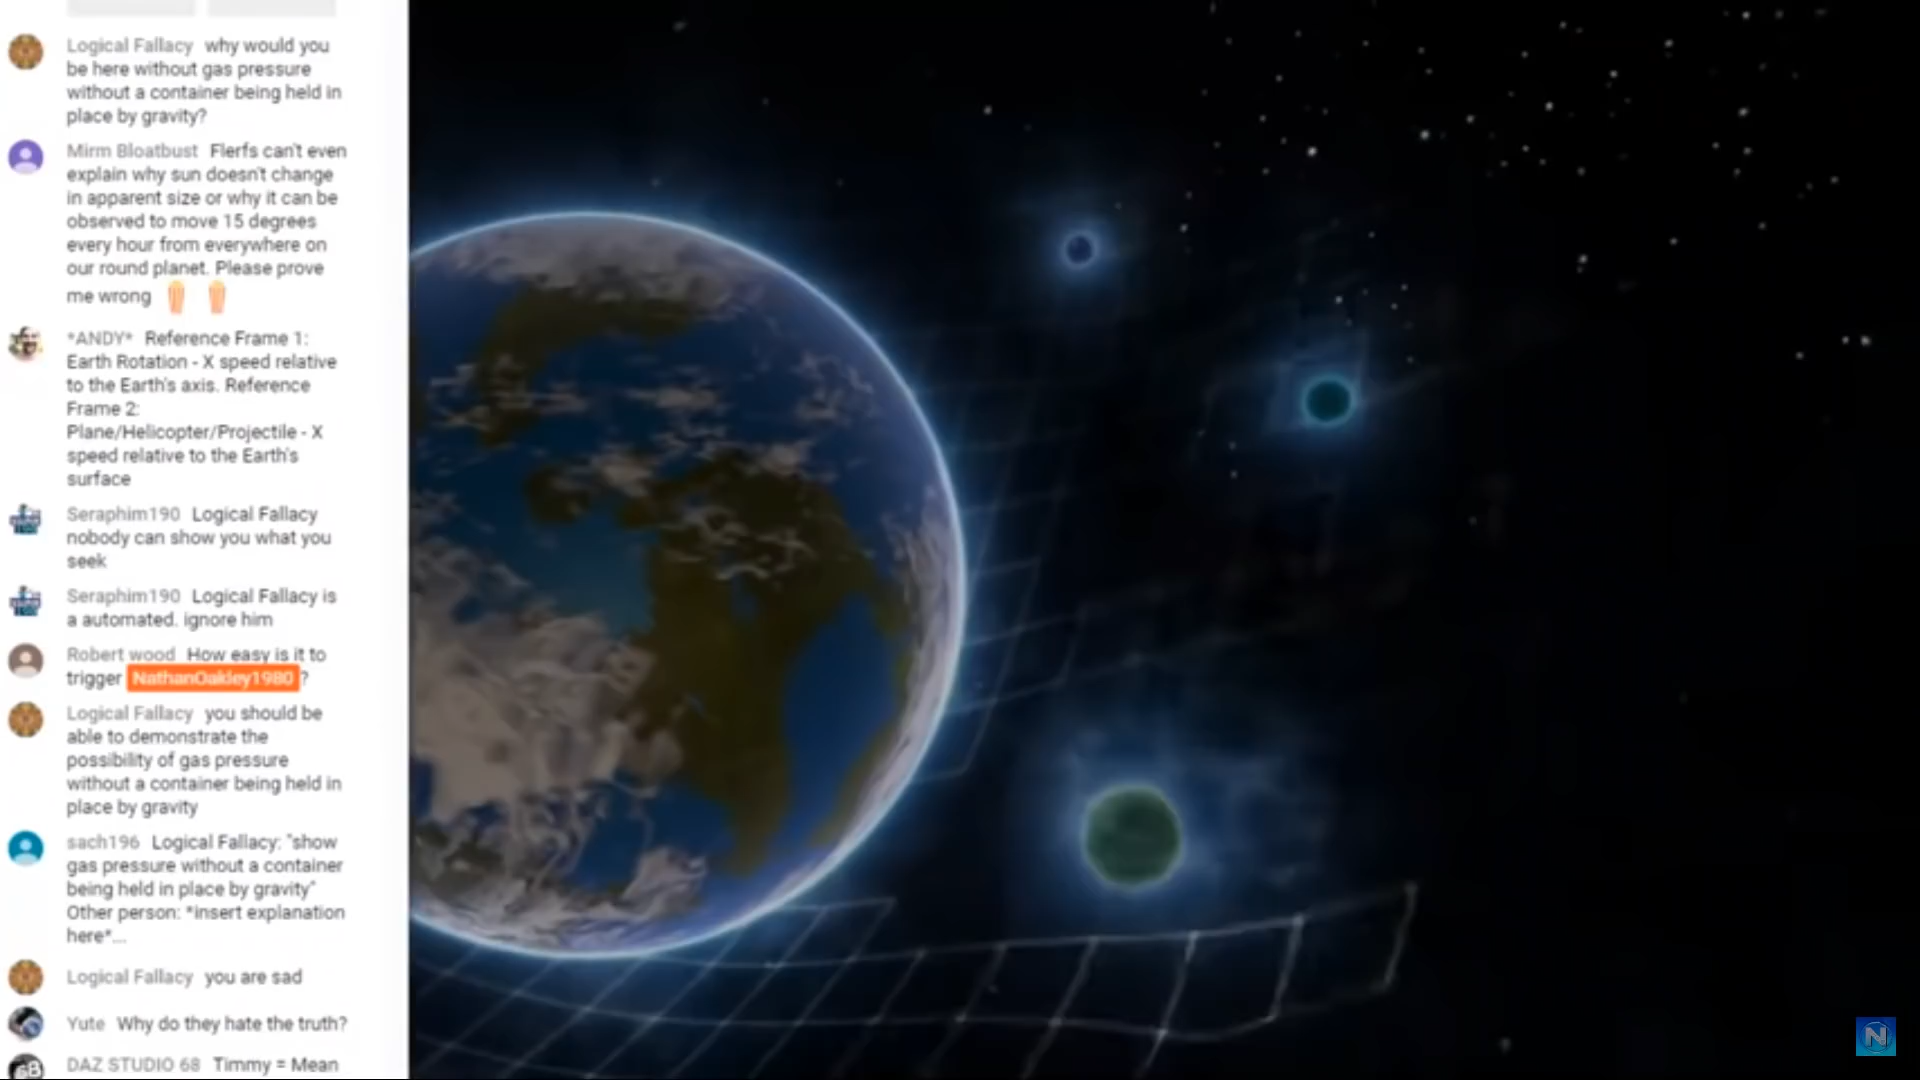 Logical Fallacy why would you
be here without gas pressure
without a container being held in
place by gravity?
Mirm Bloatbust Flerfs can't even
explain why sun doesn't change
in apparent size or why it can be
observed to move 15 degrees
every hour from everywhere on
our round planet. Please prove
me wrong
*ANDY* Reference Frame 1:
Earth Rotation - X speed relative
to the Earth's axis. Reference
Frame 2:
Plane/Helicopter/Projectile - X
speed relative to the Earth's
surface
Seraphim190 Logical Fallacy
nobody can show you what you
seek
Seraphim190 Logical Fallacy is
a automated. ignore him
Robert wood How easy is it to
trigger NathanOakley1980?
Logical Fallacy you should be
able to demonstrate the
possibility of gas pressure
without a container being held in
place by gravity
sach196 Logical Fallacy: "show
gas pressure without a container
being held in place by gravity"
Other person: *insert explanation
here*...
Logical Fallacy you are sad
Yute Why do they hate the truth?
DAZ STUDIO 68 Timmy = Mean
N